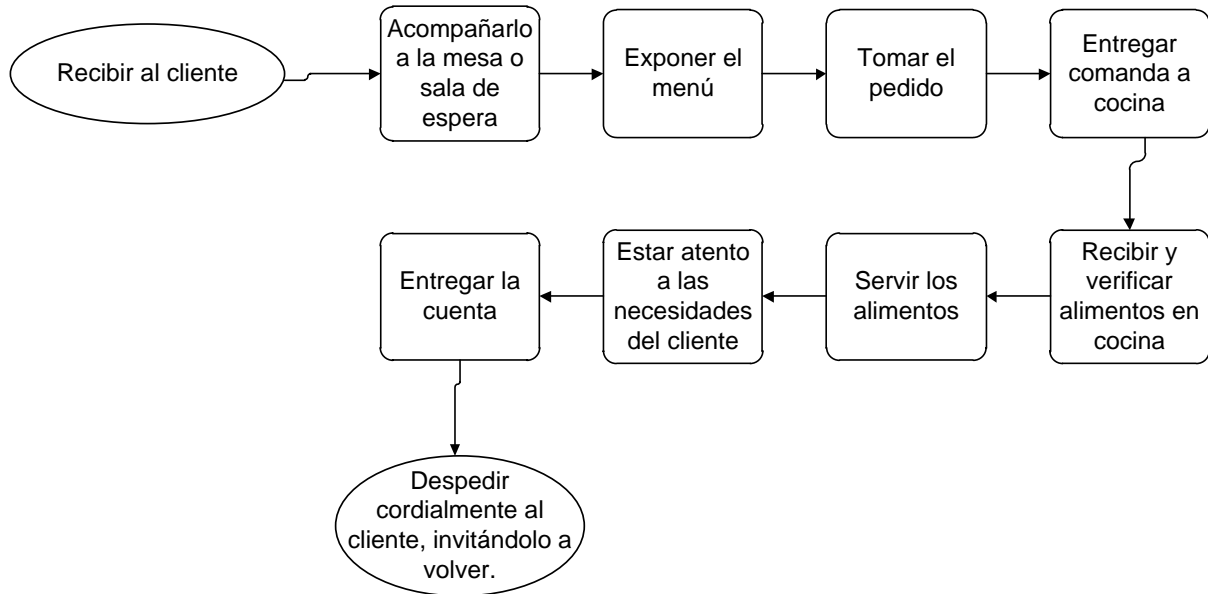 Recibir al cliente
Acompañarlo
a la mesa o
sala de
espera
Exponer el
menú
Tomar el
pedido
Entregar
comanda a
cocina
Recibir y
verificar
alimentos en
cocina
Servir los
alimentos
Estar atento
a las
necesidades
del cliente
Entregar la
cuenta
Despedir
cordialmente al
cliente, invitándolo a
volver.